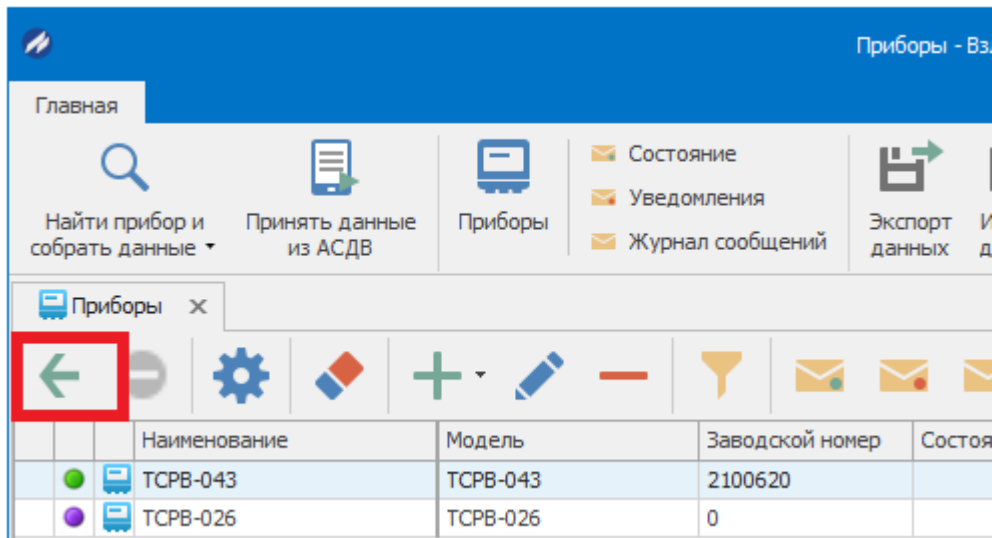 Приборы - Вз
Главная
Найти прибор и
собрать данные
Принять данные
из АСДВ
Приборы
Состояние
Уведомления
Журнал сообщений
Экспорт
данных
Приборы
Наименование Модель Заводской номер Состоя
ТСРВ-043 ТСРВ-043 2100620
ТСРВ-026 ТСРВ-026 0